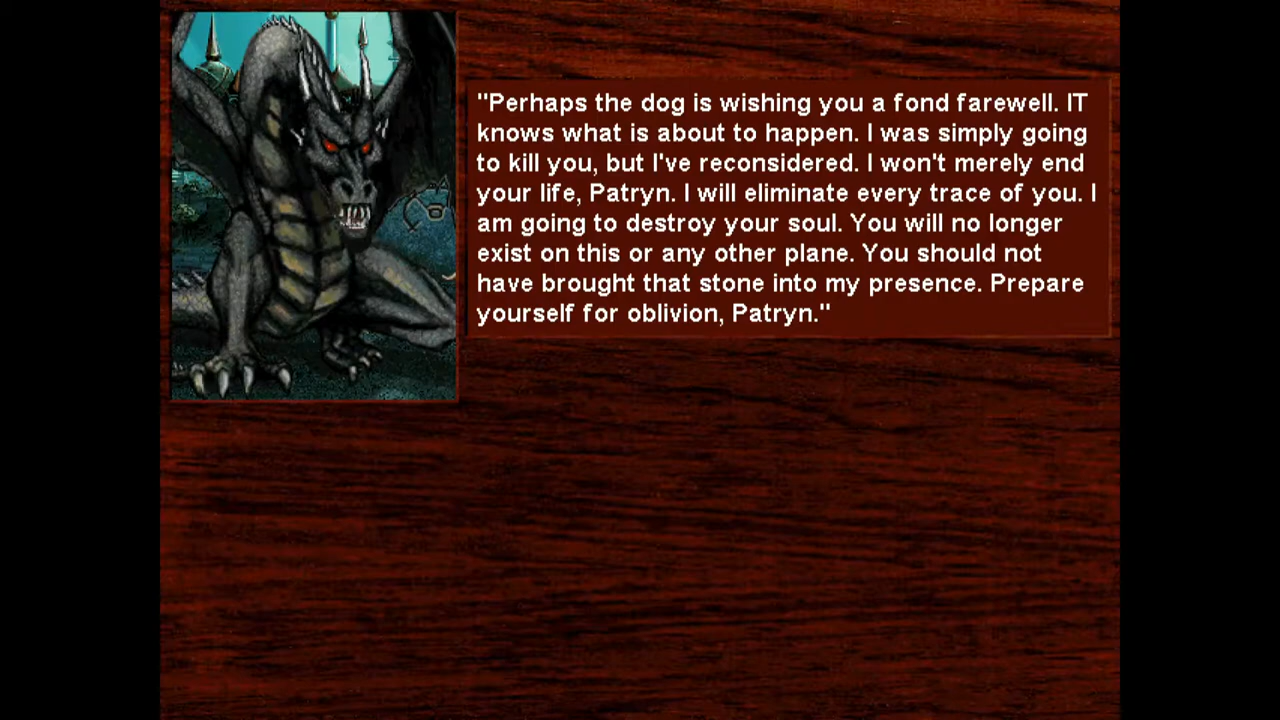 "Perhaps the dog is wishing you a fond farewell. IT
knows what is about to happen. I was simply going
to kill you, but I've reconsidered. I won't merely end
your life, Patryn. I will eliminate every trace of you. I
am going to destroy your soul. You will no longer
exist on this or any other plane. You should not
have brought that stone into my presence. Prepare
yourself for oblivion, Patryn."